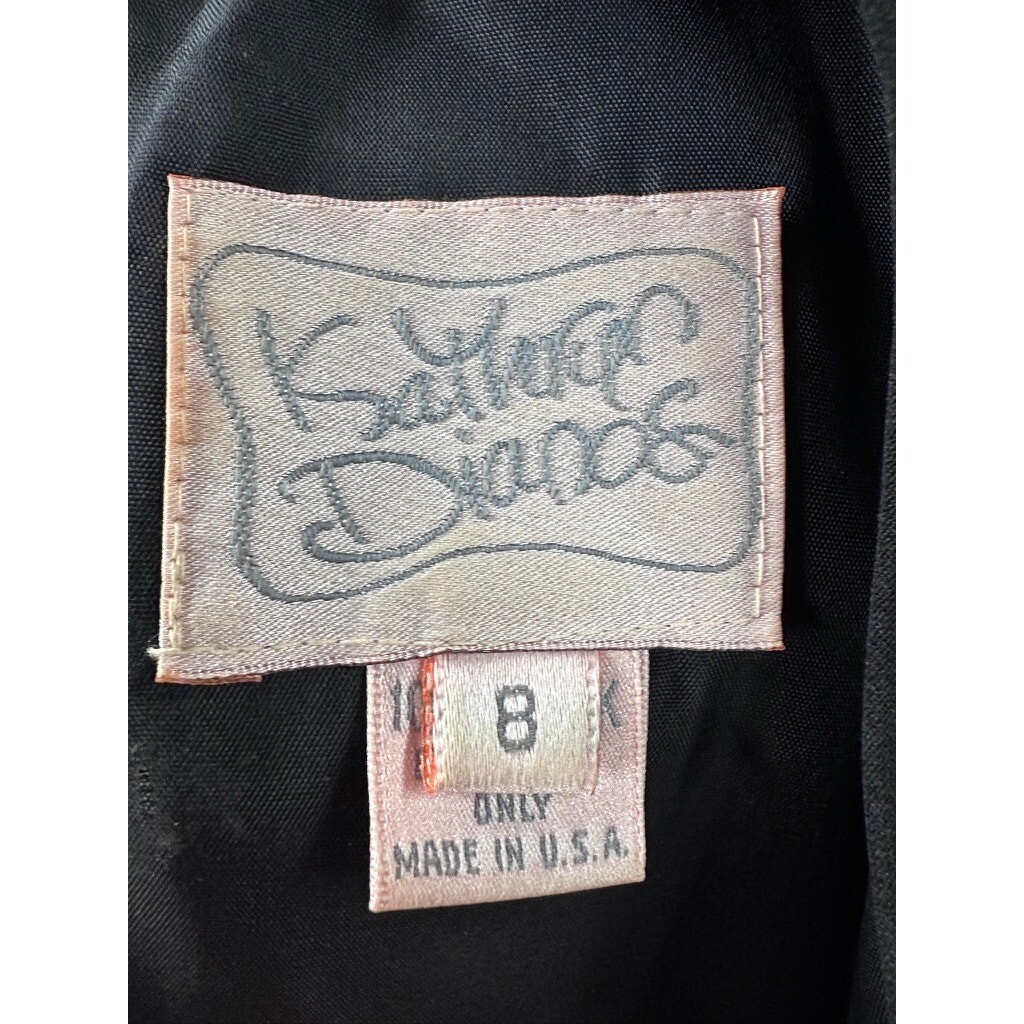 Kathryn
Dianos
8
ONLY
MADE IN U.S.A.